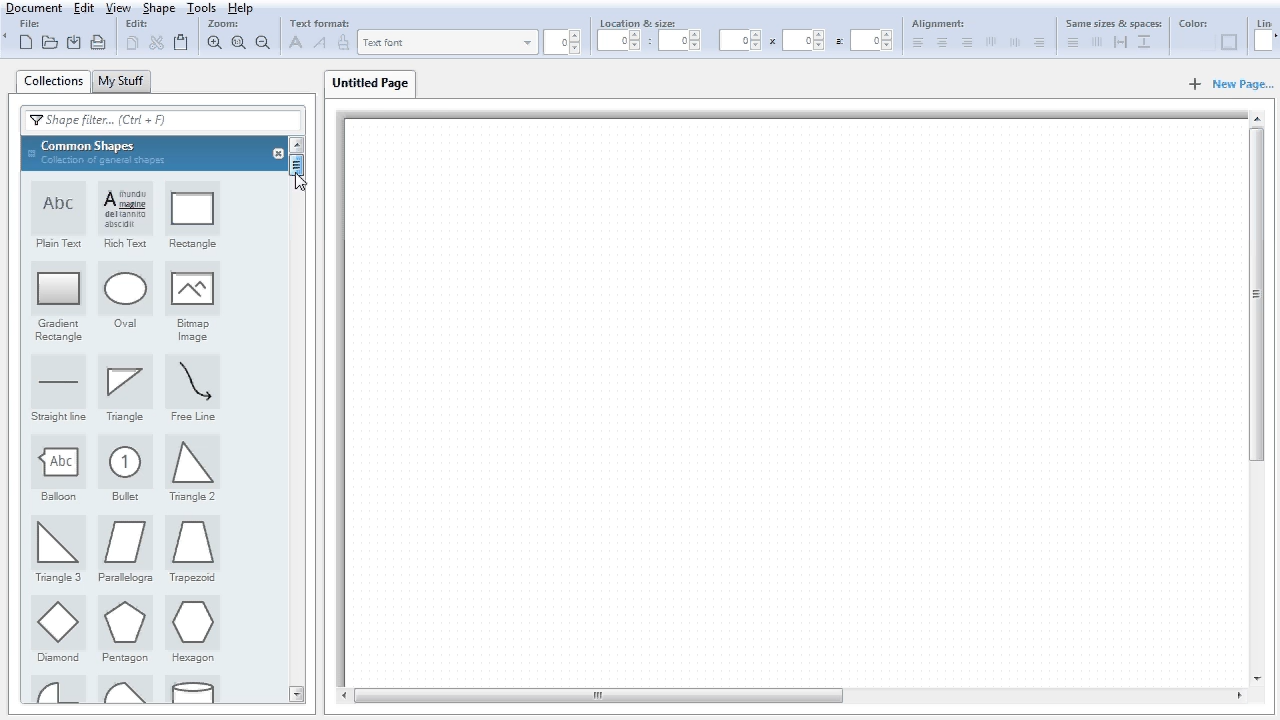 Document Edit View Shape Tools Help
File: Edit: Zoom: Text format: Location & size: Alignment: Same sizes & spaces: Color: Lin
Text font 0 0 : 0 0 x 0 a: 0
Collections My Stuff Untitled Page + New Page...
Shape filter... (Ctrl + F)
Common Shapes
Collection of general shapes
Abc
A
magine
Plain Text Rich Text Rectangle
Gradient Rectangle Oval Bitmap Image
Straight line Triangle Free Line
Abc 1
Balloon Bullet Triangle 2
Triangle 3 Parallelogra Trapezoid
Diamond Pentagon Hexagon